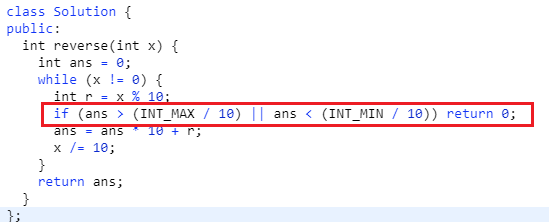 class Solution {
public:
  int reverse(int x) {
    int ans = 0;
    while (x != 0) {
      int r = x % 10;
      if (ans > (INT_MAX / 10) || ans < (INT_MIN / 10)) return 0;
      ans = ans * 10 + r;
      x /= 10;
    }
    return ans;
  }
};